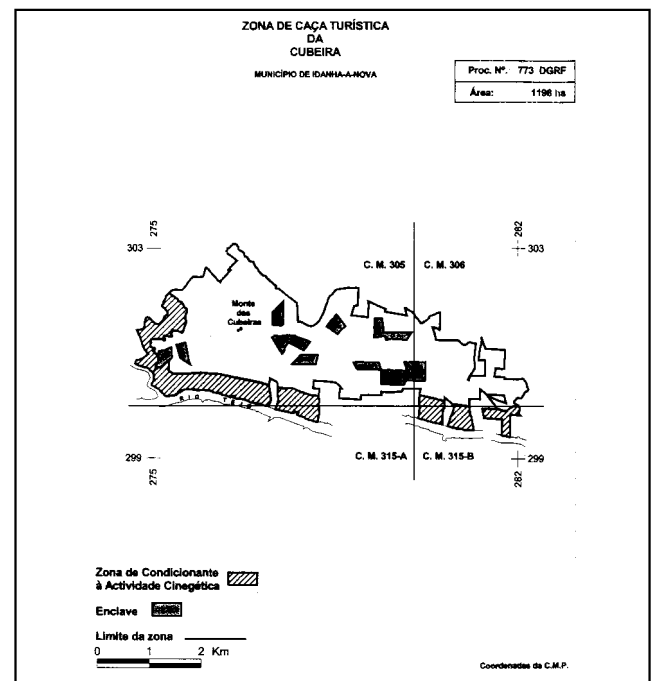 ZONA DE CAÇA TURÍSTICA
DA
CUBEIRA
MUNICÍPIO DE IDANHA-A-NOVA
Proc. Nº. 773 DGRF
Área: 1198 ha
275
282
303
303
C. M. 305 C. M. 306
Monte
das
Cubeiras
RIO TEJO
299
299
C. M. 315-A C. M. 315-B
275
282
Zona de Condicionante
à Actividade Cinegética
Enclave
Limite da zona
0 1 2 Km
Coordenadas da C.M.P.